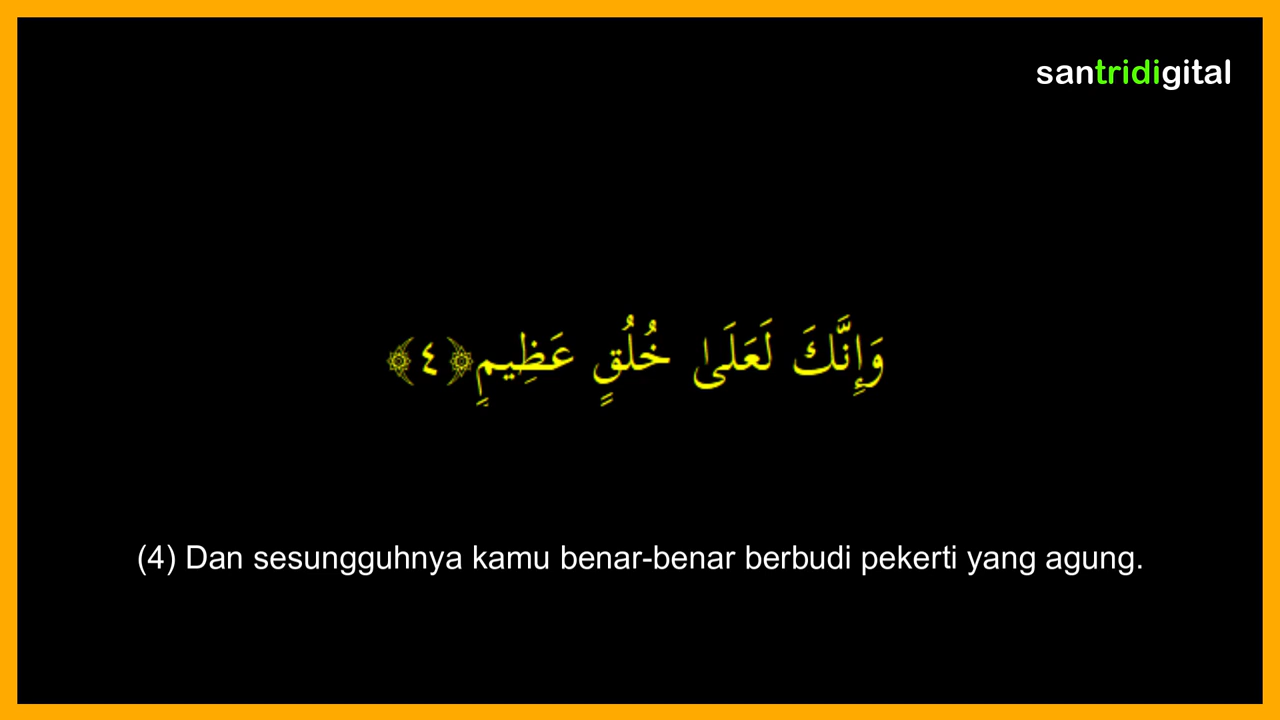 santridigital
وَإِنَّكَ لَعَلَىٰ خُلُقٍ عَظِيمٍ﴿٤﴾
(4) Dan sesungguhnya kamu benar-benar berbudi pekerti yang agung.